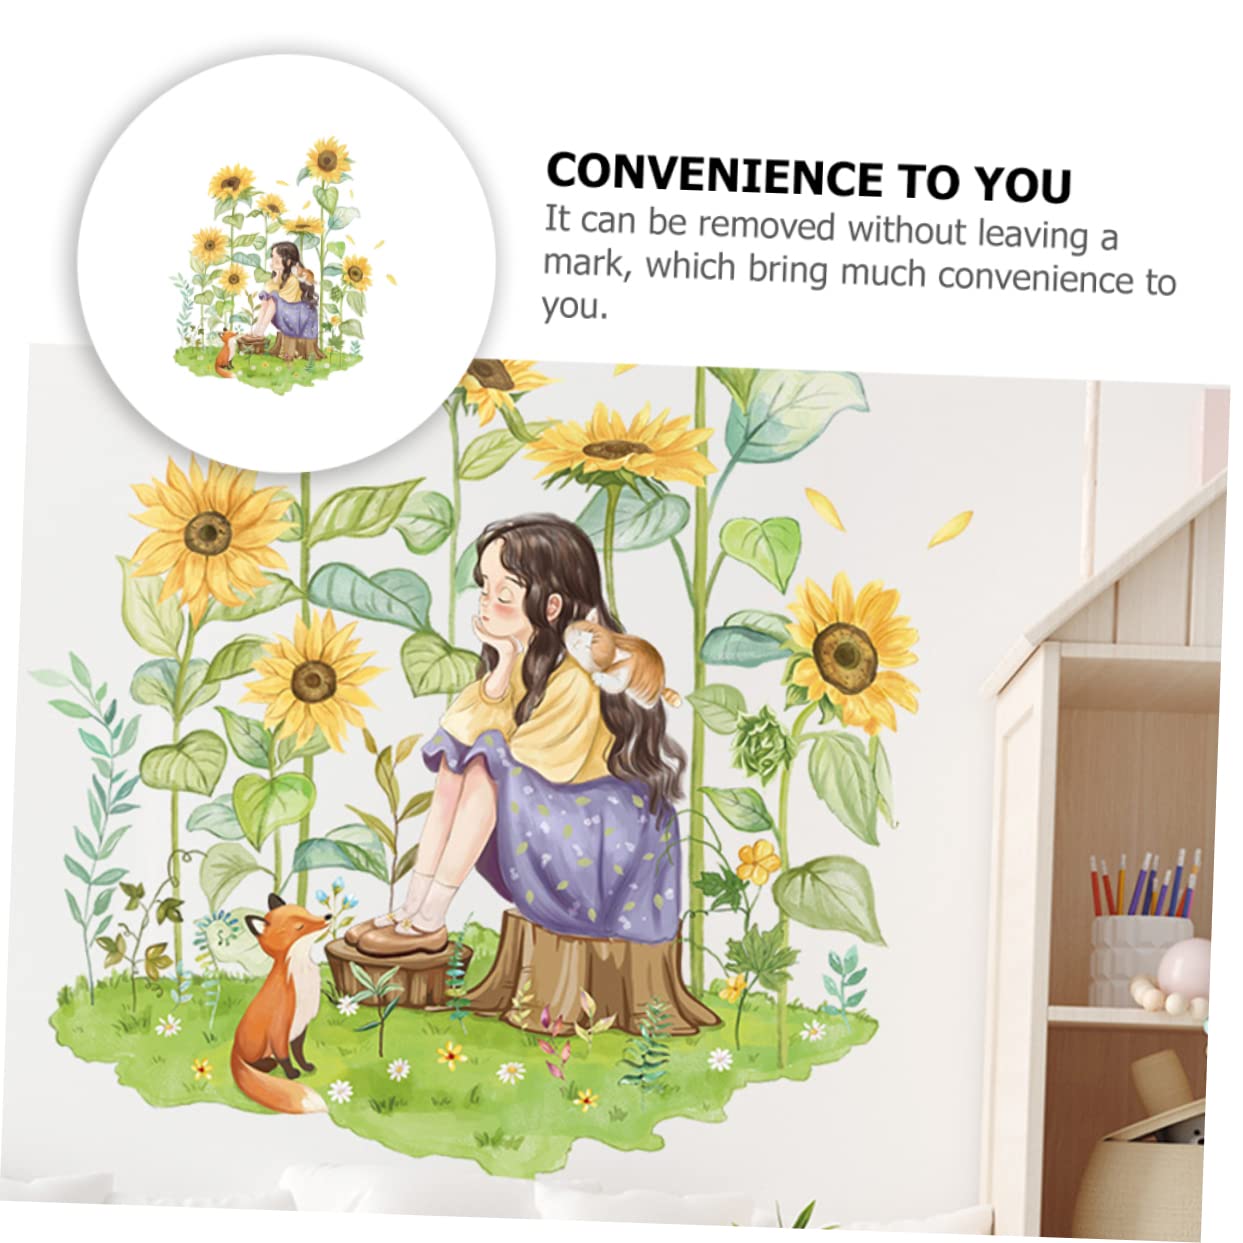 CONVENIENCE TO YOU
It can be removed without leaving a
mark, which bring much convenience to
you.